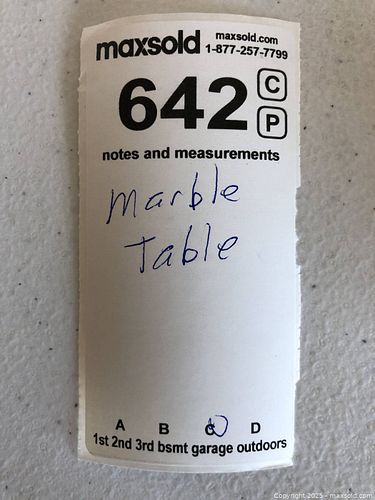 maxsold maxsold.com
1-877-257-7799
642 C
P
notes and measurements
marble
Table
A B C D
1st 2nd 3rd bsmt garage outdoors
Copyright 2025 - maxsold.com